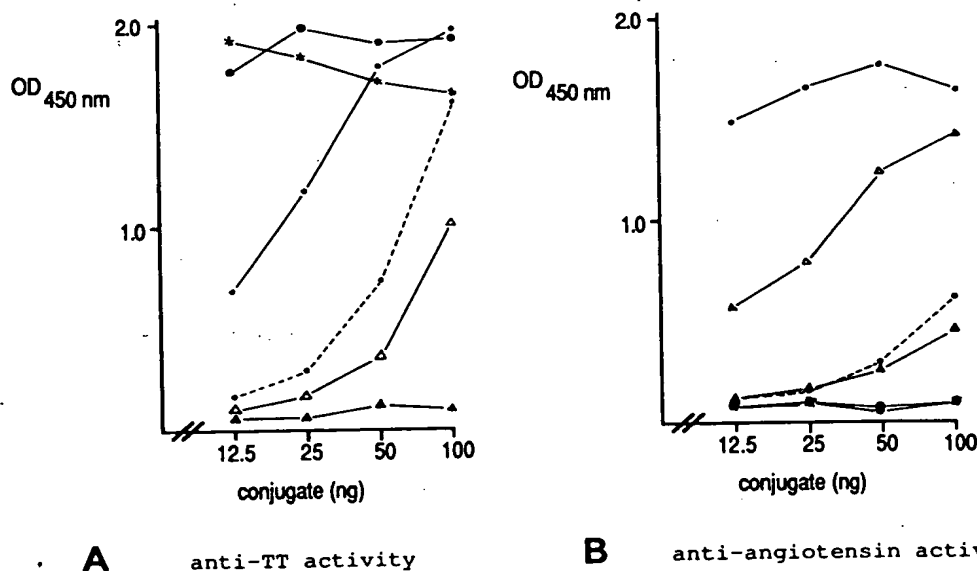 2.0
OD 450 nm
1.0
12.5 25 50 100
conjugate (ng)
A anti-TT activity
2.0
OD 450 nm
1.0
12.5 25 50 100
conjugate (ng)
B anti-angiotensin activ